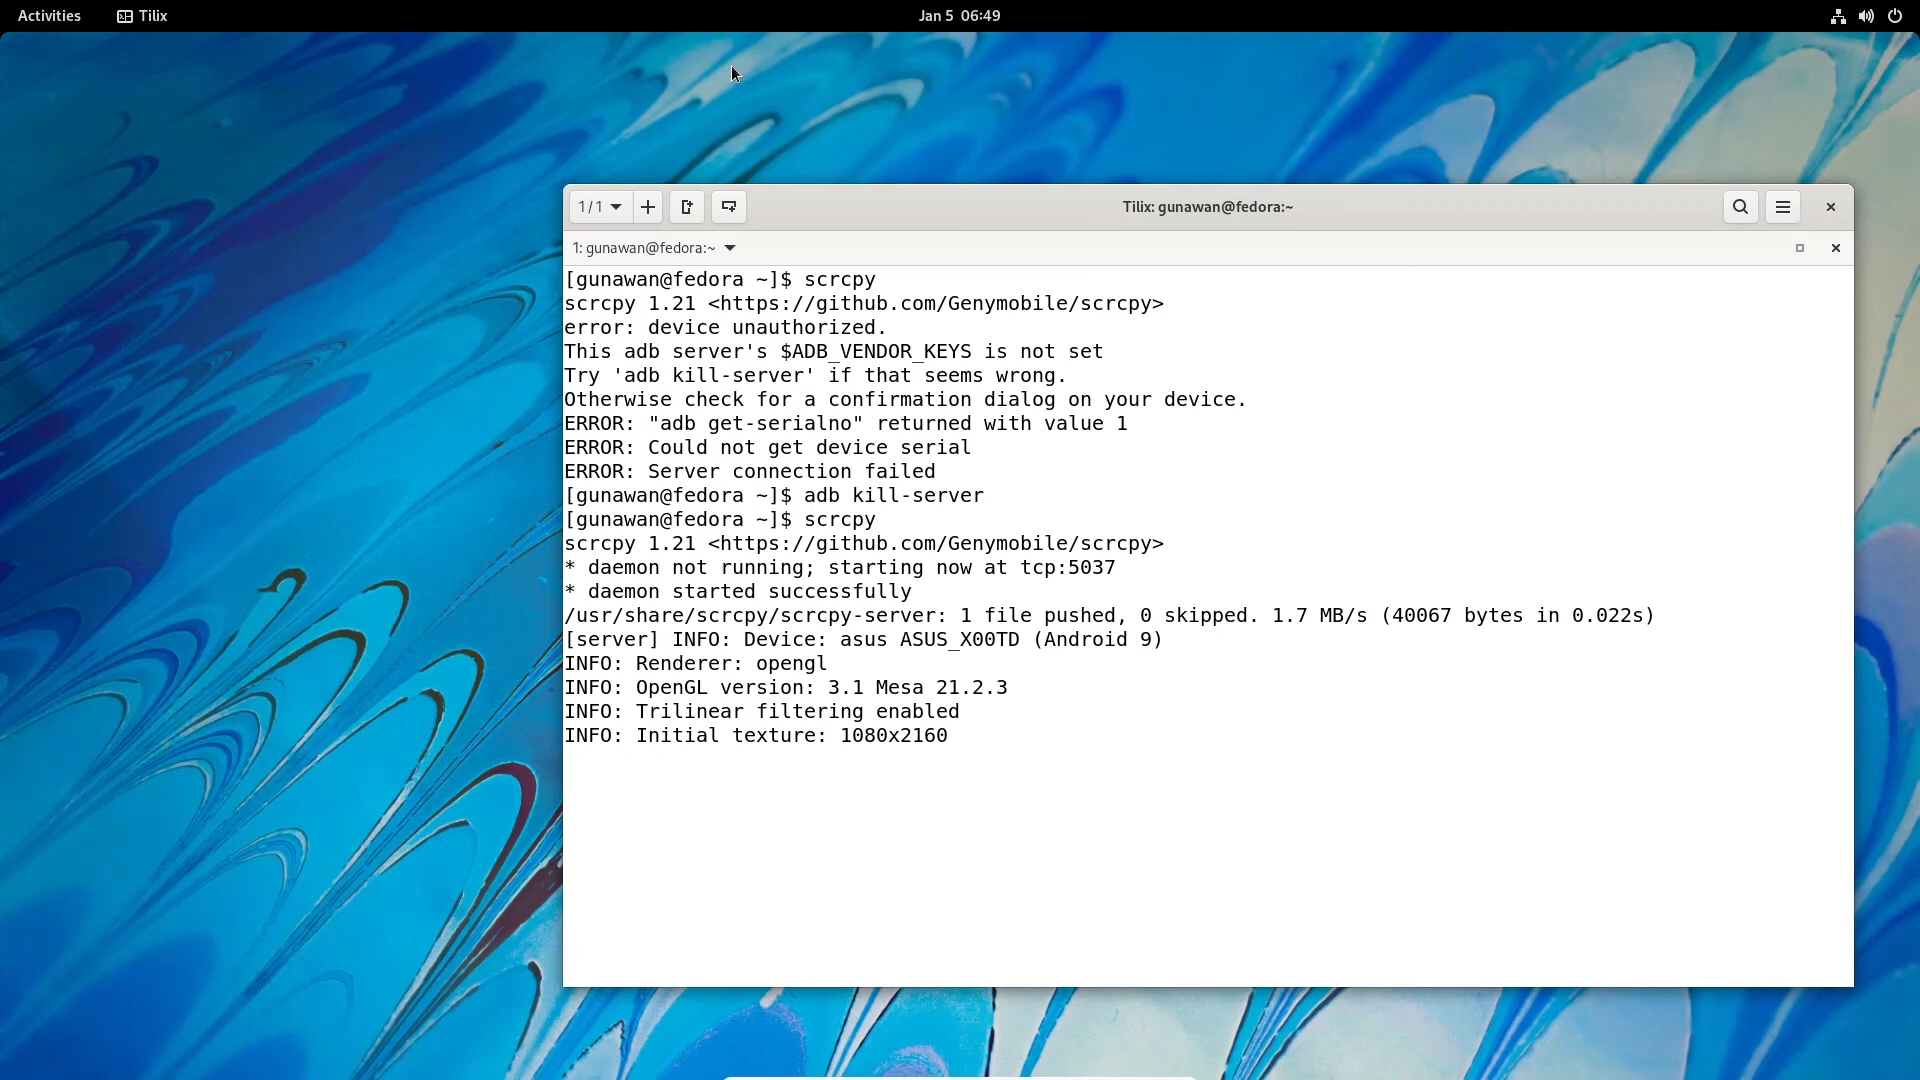 Activities Tilix Jan 5 06:49
1 / 1 Tilix: gunawan@fedora:~
1: gunawan@fedora:~
[gunawan@fedora ~]$ scrcpy
scrcpy 1.21 <https://github.com/Genymobile/scrcpy>
error: device unauthorized.
This adb server's $ADB_VENDOR_KEYS is not set
Try 'adb kill-server' if that seems wrong.
Otherwise check for a confirmation dialog on your device.
ERROR: "adb get-serialno" returned with value 1
ERROR: Could not get device serial
ERROR: Server connection failed
[gunawan@fedora ~]$ adb kill-server
[gunawan@fedora ~]$ scrcpy
scrcpy 1.21 <https://github.com/Genymobile/scrcpy>
* daemon not running; starting now at tcp:5037
* daemon started successfully
/usr/share/scrcpy/scrcpy-server: 1 file pushed, 0 skipped. 1.7 MB/s (40067 bytes in 0.022s)
[server] INFO: Device: asus ASUS_X00TD (Android 9)
INFO: Renderer: opengl
INFO: OpenGL version: 3.1 Mesa 21.2.3
INFO: Trilinear filtering enabled
INFO: Initial texture: 1080x2160